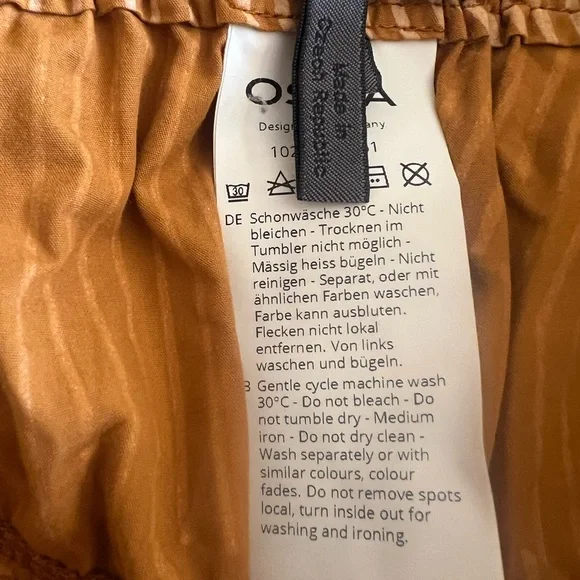 Made in
Czech Republic
OS A
Design any
102 51
30
DE Schonwäsche 30°C - Nicht
bleichen - Trocknen im
Tumbler nicht möglich -
Mässig heiss bügeln - Nicht
reinigen - Separat, oder mit
ähnlichen Farben waschen,
Farbe kann ausbluten.
Flecken nicht lokal
entfernen. Von links
waschen und bügeln.
Gentle cycle machine wash
30°C - Do not bleach - Do
not tumble dry - Medium
iron - Do not dry clean -
Wash separately or with
similar colours, colour
fades. Do not remove spots
local, turn inside out for
washing and ironing.